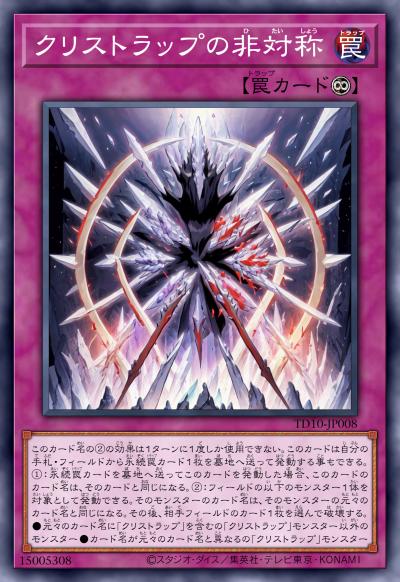 クリストラップの非対称
罠
【罠カード】
TD10-JP008
このカード名の②の効果は1ターンに1度しか使用できない。このカードは自分の
手札・フィールドから永続罠カード1枚を墓地へ送って発動する事もできる。
①:永続罠カードを墓地へ送ってこのカードを発動した場合、このカードの
カード名は、そのカードと同じになる。②:フィールドの以下のモンスター1体を
対象として発動できる。そのモンスターのカード名は、そのモンスターの元々の
カード名と同じになる。その後、相手フィールドのカード1枚を選んで破壊する。
●元々のカード名に「クリストラップ」を含む「クリストラップ」モンスター以外の
モンスター●カード名が元々のカード名と異なる「クリストラップ」モンスター
15005308
©スタジオ・ダイス/集英社・テレビ東京・KONAMI